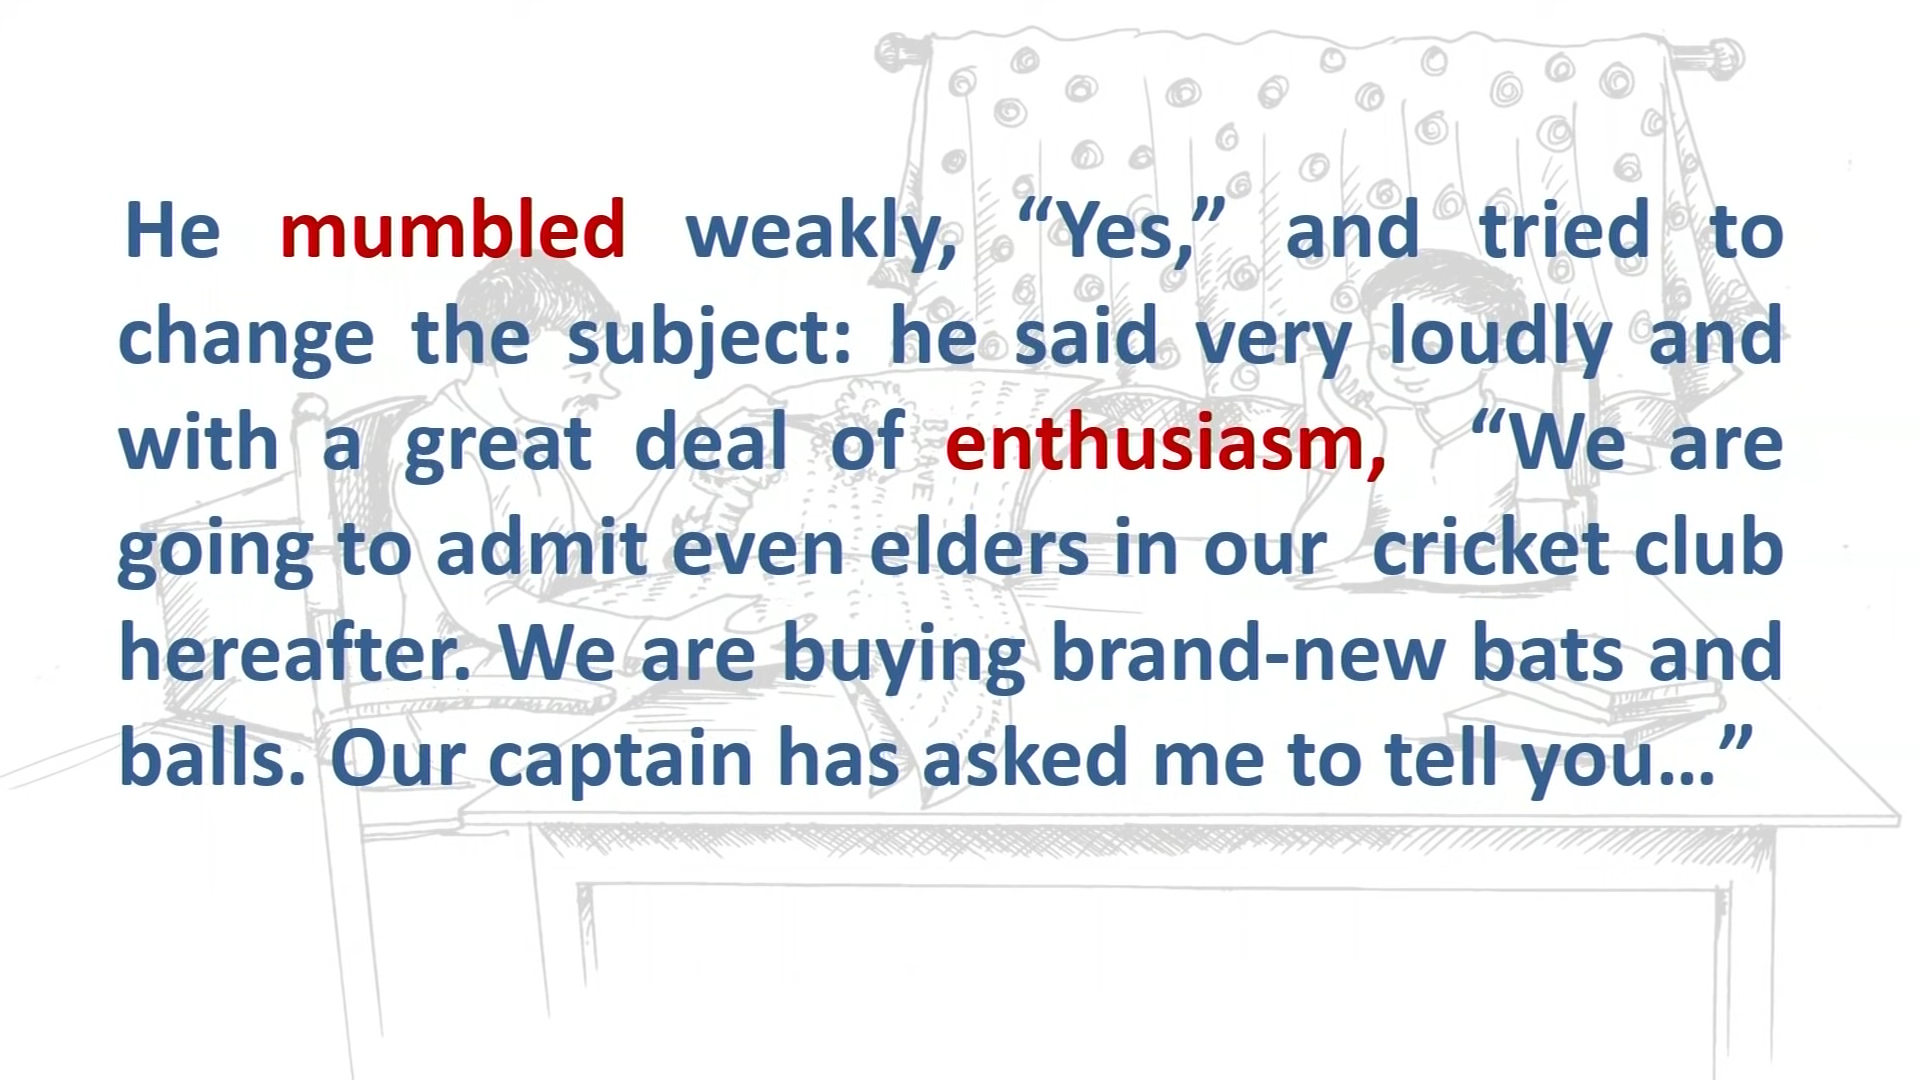 He mumbled weakly, “Yes,” and tried to
change the subject: he said very loudly and
with a great deal of enthusiasm, “We are
going to admit even elders in our cricket club
hereafter. We are buying brand-new bats and
balls. Our captain has asked me to tell you…”
BRAVE